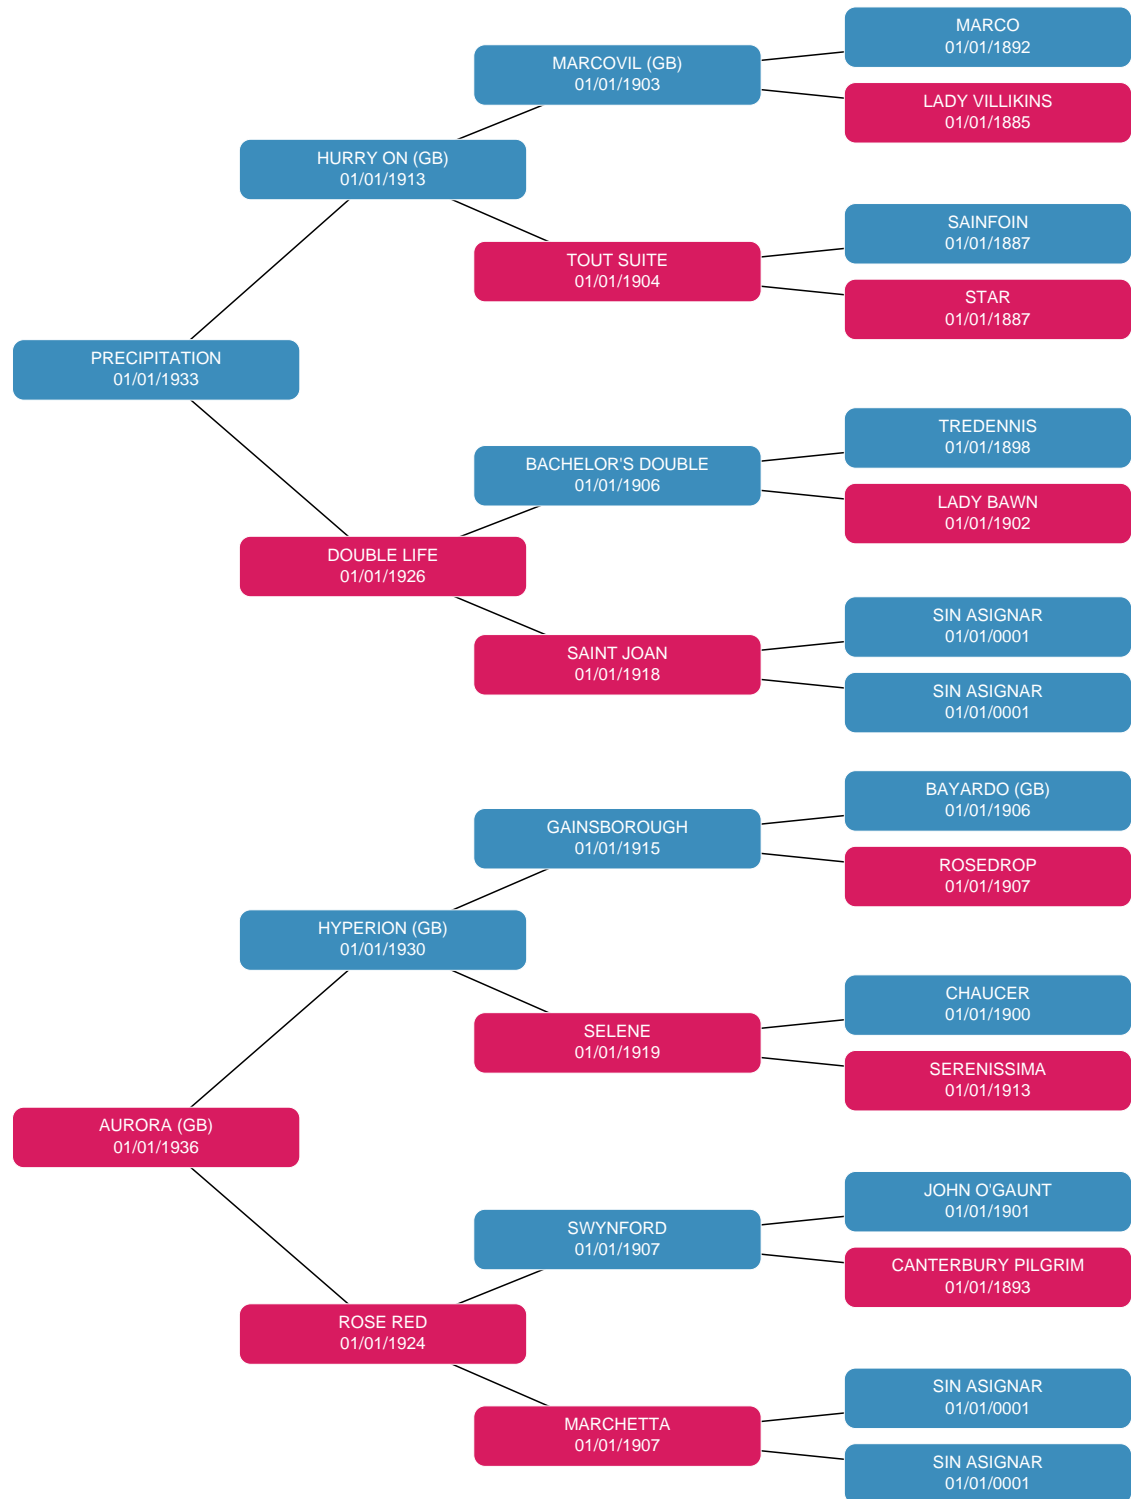 MARCO
01/01/1892
MARCOVIL (GB)
01/01/1903
LADY VILLIKINS
01/01/1885
HURRY ON (GB)
01/01/1913
SAINFOIN
01/01/1887
TOUT SUITE
01/01/1904
STAR
01/01/1887
PRECIPITATION
01/01/1933
TREDENNIS
01/01/1898
BACHELOR'S DOUBLE
01/01/1906
LADY BAWN
01/01/1902
DOUBLE LIFE
01/01/1926
SIN ASIGNAR
01/01/0001
SAINT JOAN
01/01/1918
SIN ASIGNAR
01/01/0001
BAYARDO (GB)
01/01/1906
GAINSBOROUGH
01/01/1915
ROSEDROP
01/01/1907
HYPERION (GB)
01/01/1930
CHAUCER
01/01/1900
SELENE
01/01/1919
SERENISSIMA
01/01/1913
AURORA (GB)
01/01/1936
JOHN O'GAUNT
01/01/1901
SWYNFORD
01/01/1907
CANTERBURY PILGRIM
01/01/1893
ROSE RED
01/01/1924
SIN ASIGNAR
01/01/0001
MARCHETTA
01/01/1907
SIN ASIGNAR
01/01/0001